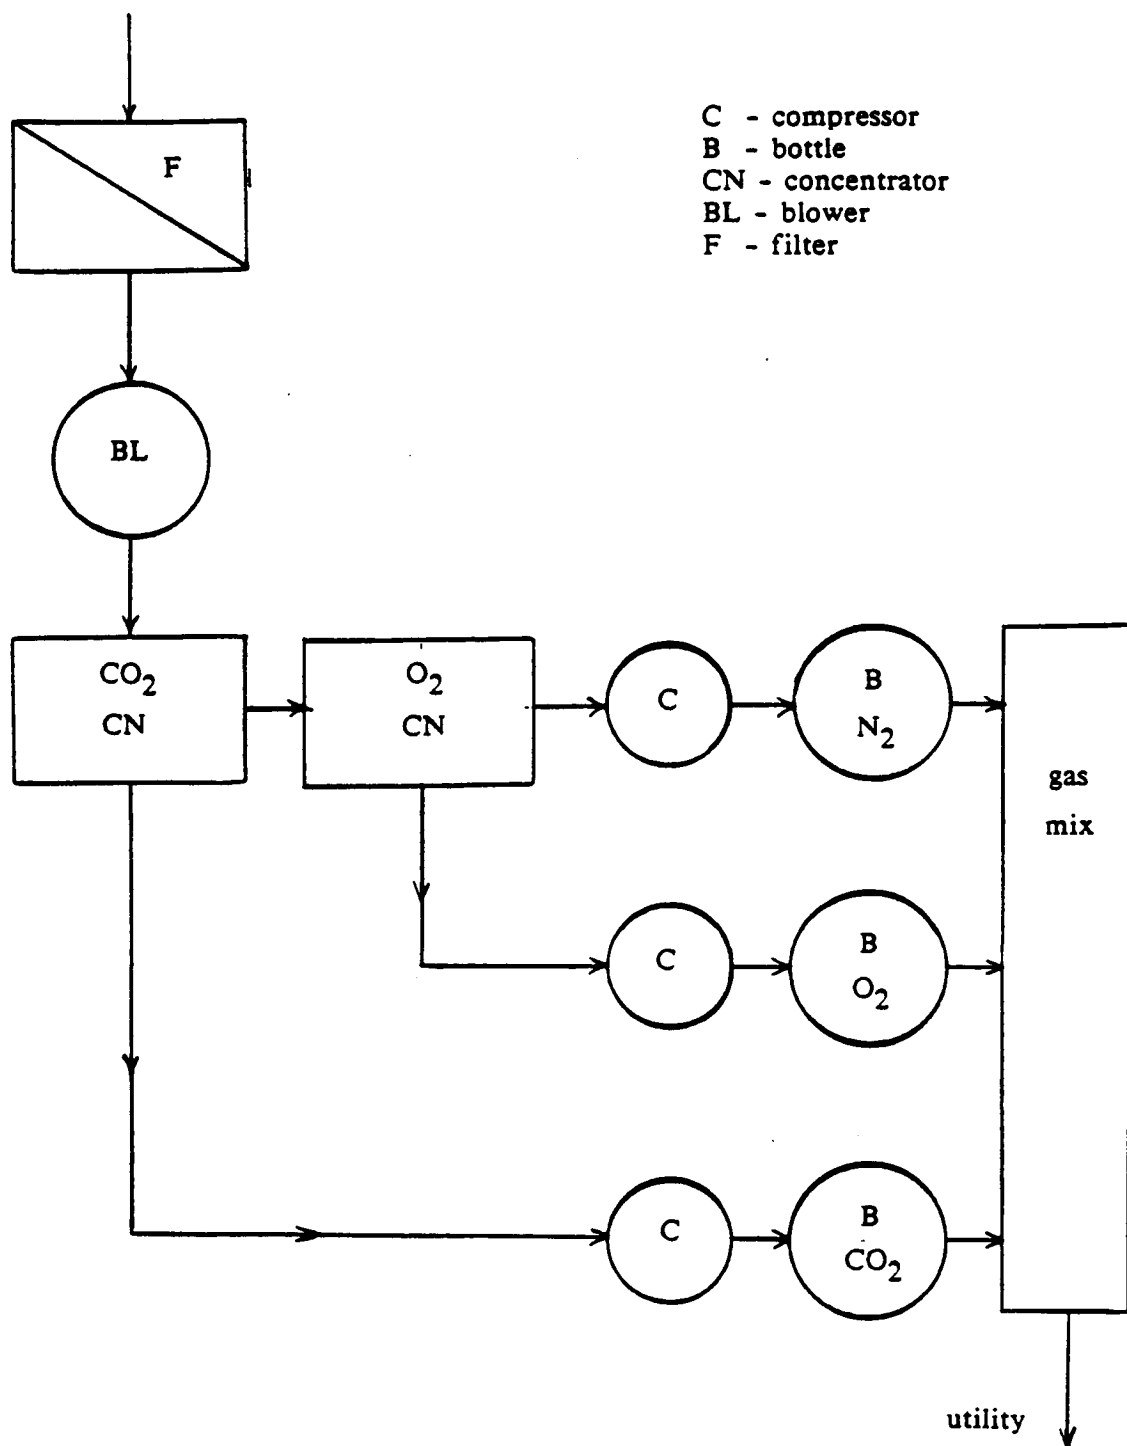 C - compressor
B - bottle
CN - concentrator
BL - blower
F - filter
F
BL
CO₂
CN
O₂
CN
C
B
N₂
gas
mix
C
B
O₂
C
B
CO₂
utility